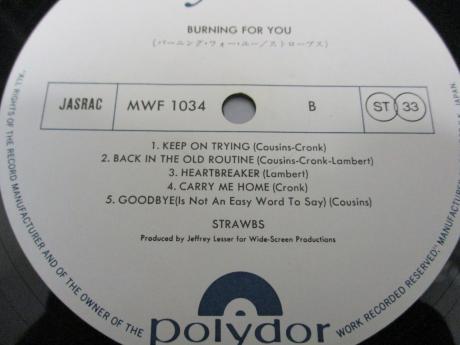 BURNING FOR YOU
(バーニング・フォー・ユー/ストローブス)
JASRAC
MWF 1034
B
ST 33
1. KEEP ON TRYING (Cousins-Cronk)
2. BACK IN THE OLD ROUTINE (Cousins-Cronk-Lambert)
3. HEARTBREAKER (Lambert)
4. CARRY ME HOME (Cronk)
5. GOODBYE(Is Not An Easy Word To Say) (Cousins)
STRAWBS
Produced by Jeffrey Lesser for Wide-Screen Productions
polydor
"ALL RIGHTS OF THE RECORD MANUFACTURER AND OF THE OWNER OF THE
WORK RECORDED RESERVED;
JAPAN.